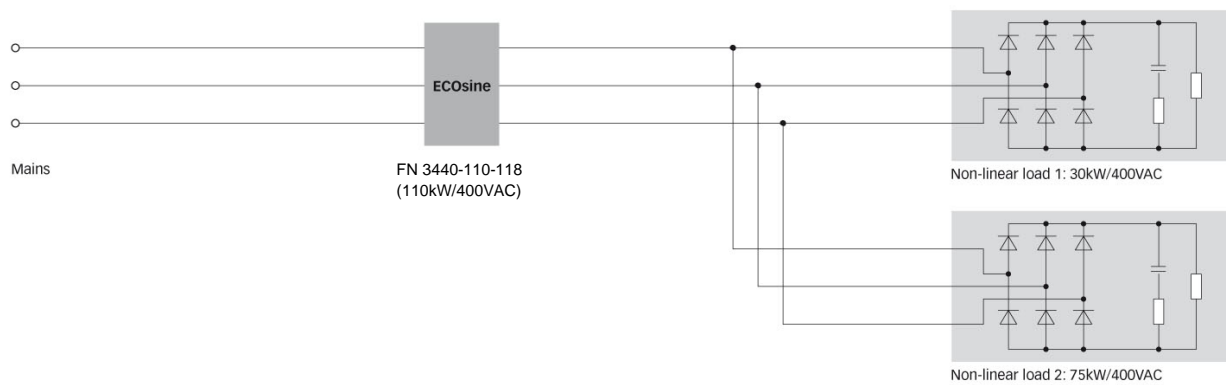 ECOsine
Mains
FN 3440-110-118
(110kW/400VAC)
Non-linear load 1: 30kW/400VAC
Non-linear load 2: 75kW/400VAC